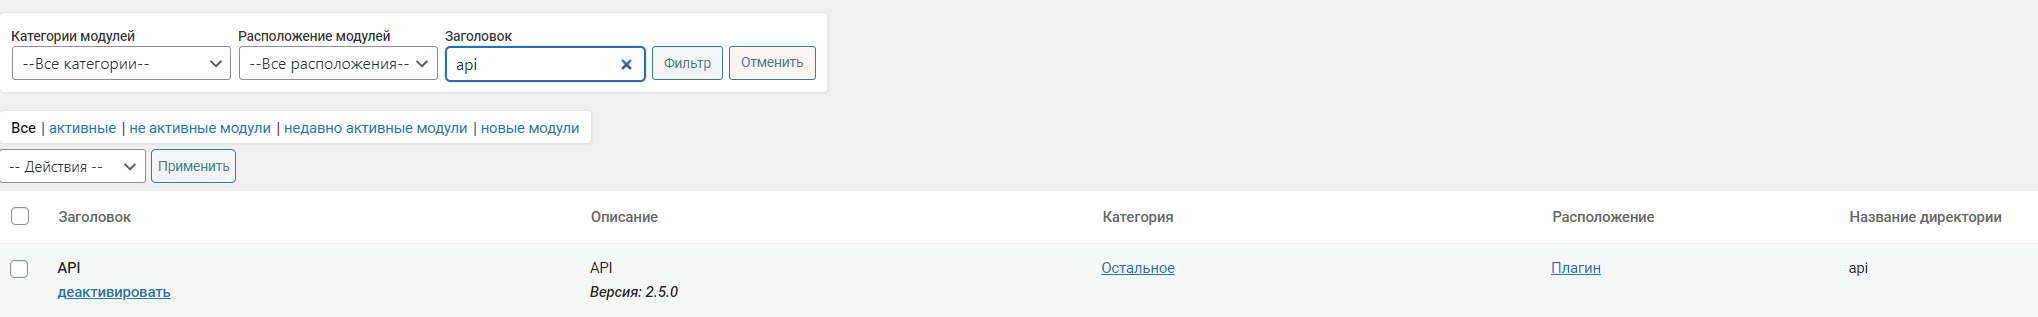 Категории модулей Расположение модулей Заголовок
--Все категории-- --Все расположения-- api Фильтр Отменить
Все | активные | не активные модули | недавно активные модули | новые модули
-- Действия -- Применить
Заголовок Описание Категория Расположение Название директории
API API Остальное Плагин api
деактивировать Версия: 2.5.0